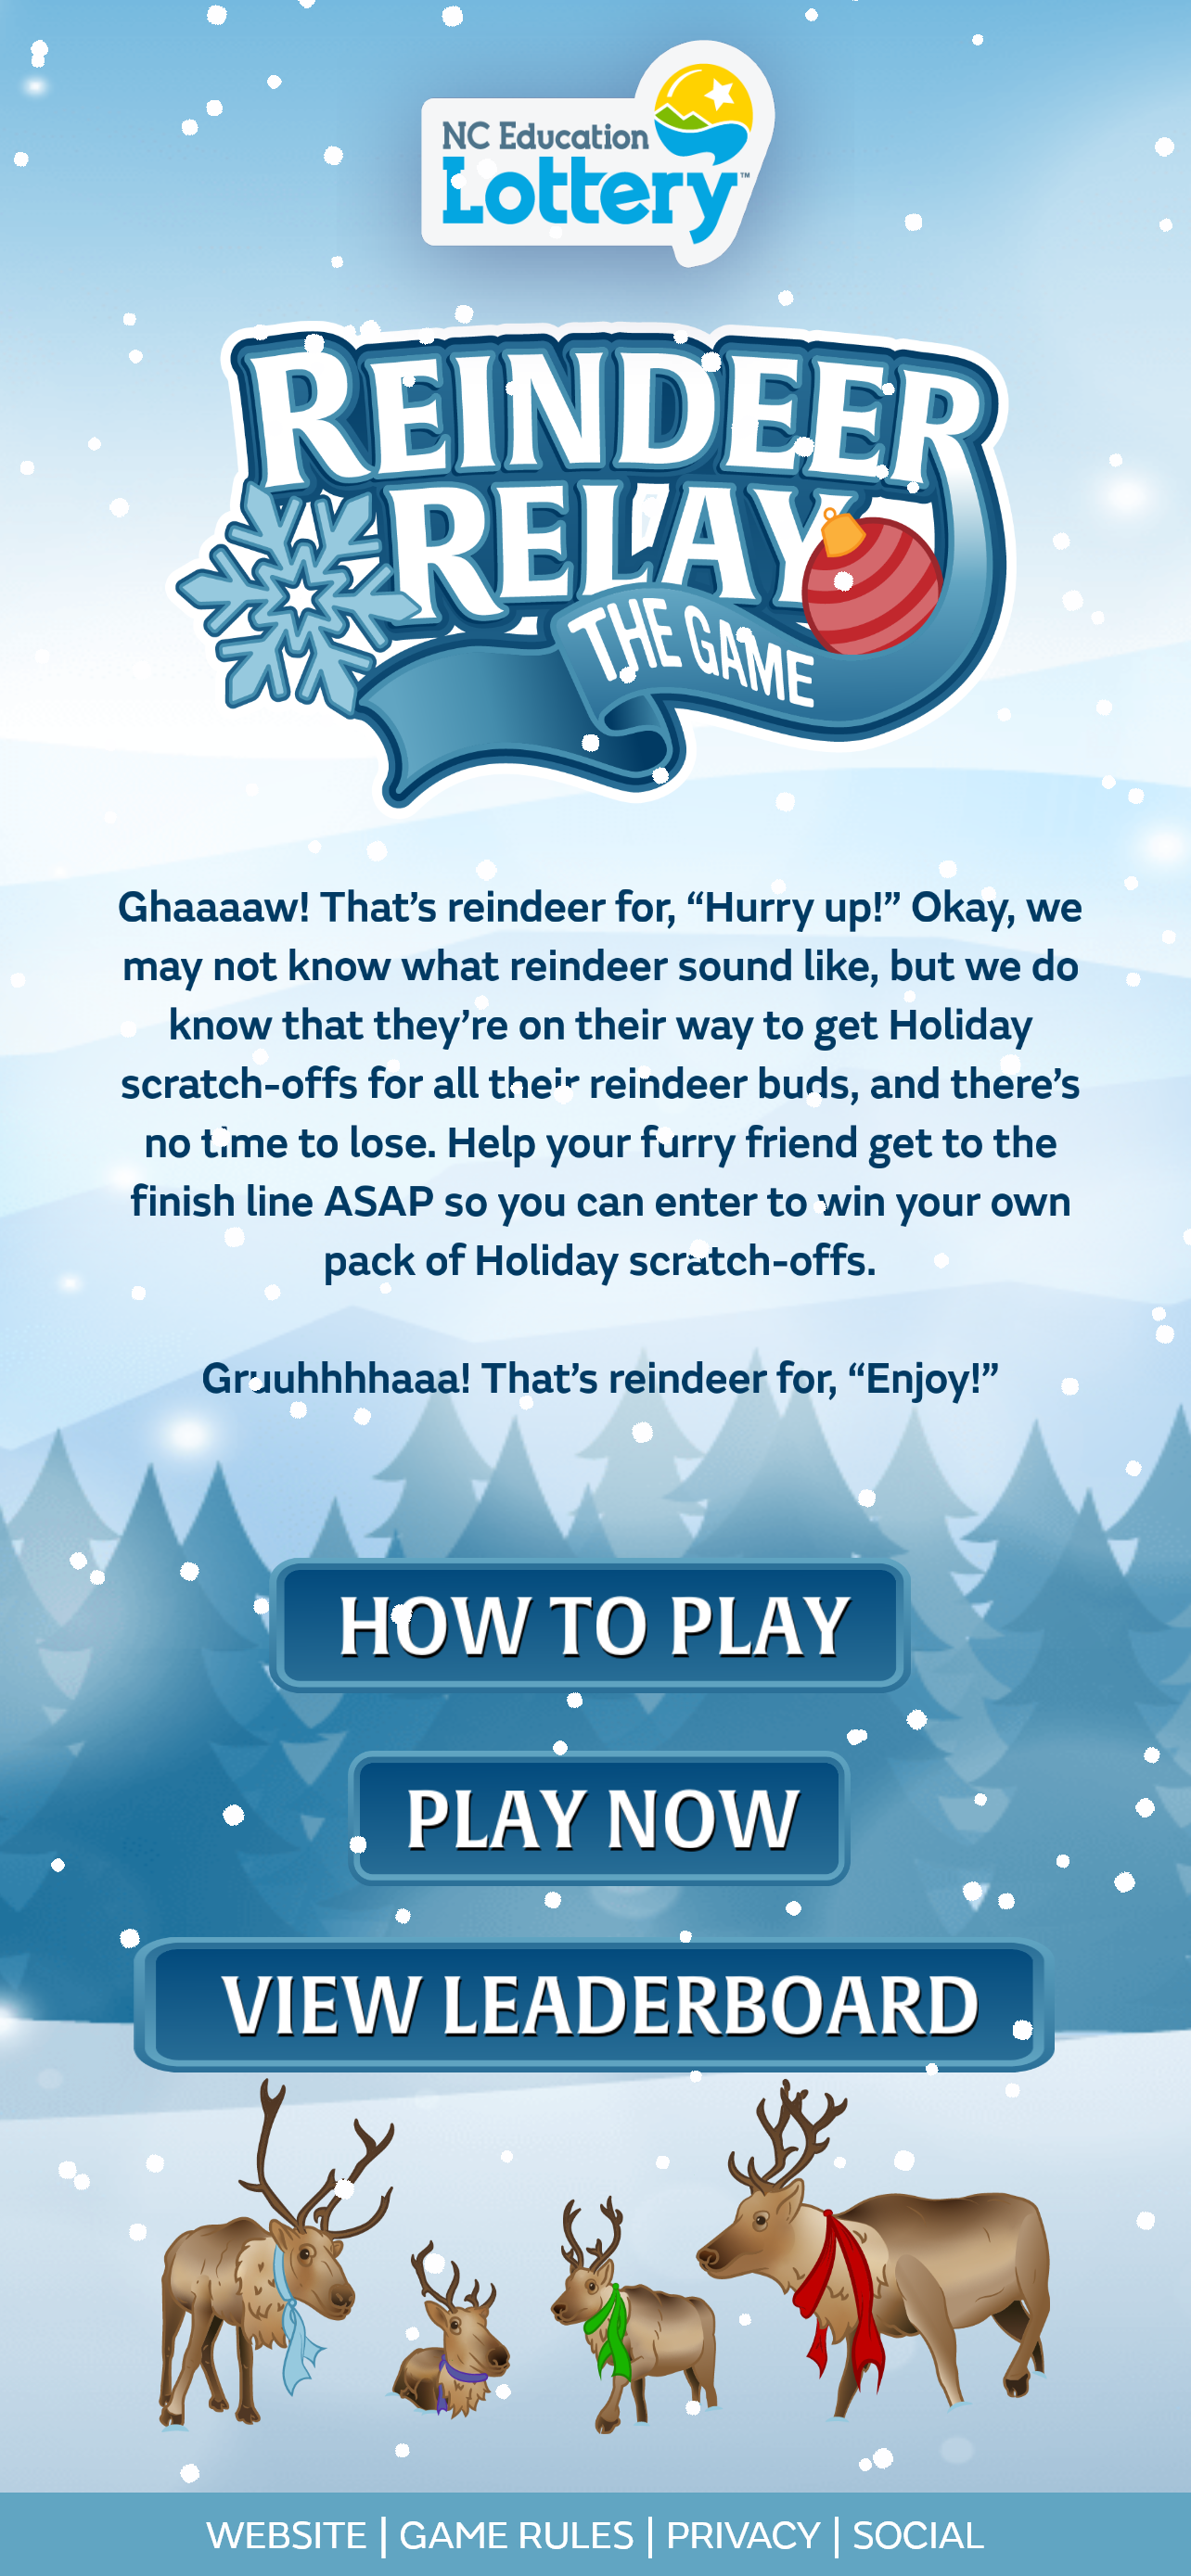 NC Education
Lottery™
REINDEER
RELAY
THE GAME
Ghaaaaw! That’s reindeer for, “Hurry up!” Okay, we
may not know what reindeer sound like, but we do
know that they’re on their way to get Holiday
scratch-offs for all their reindeer buds, and there’s
no time to lose. Help your furry friend get to the
finish line ASAP so you can enter to win your own
pack of Holiday scratch-offs.
Gruuhhhhaaa! That’s reindeer for, “Enjoy!”
HOW TO PLAY
PLAY NOW
VIEW LEADERBOARD
WEBSITE | GAME RULES | PRIVACY | SOCIAL